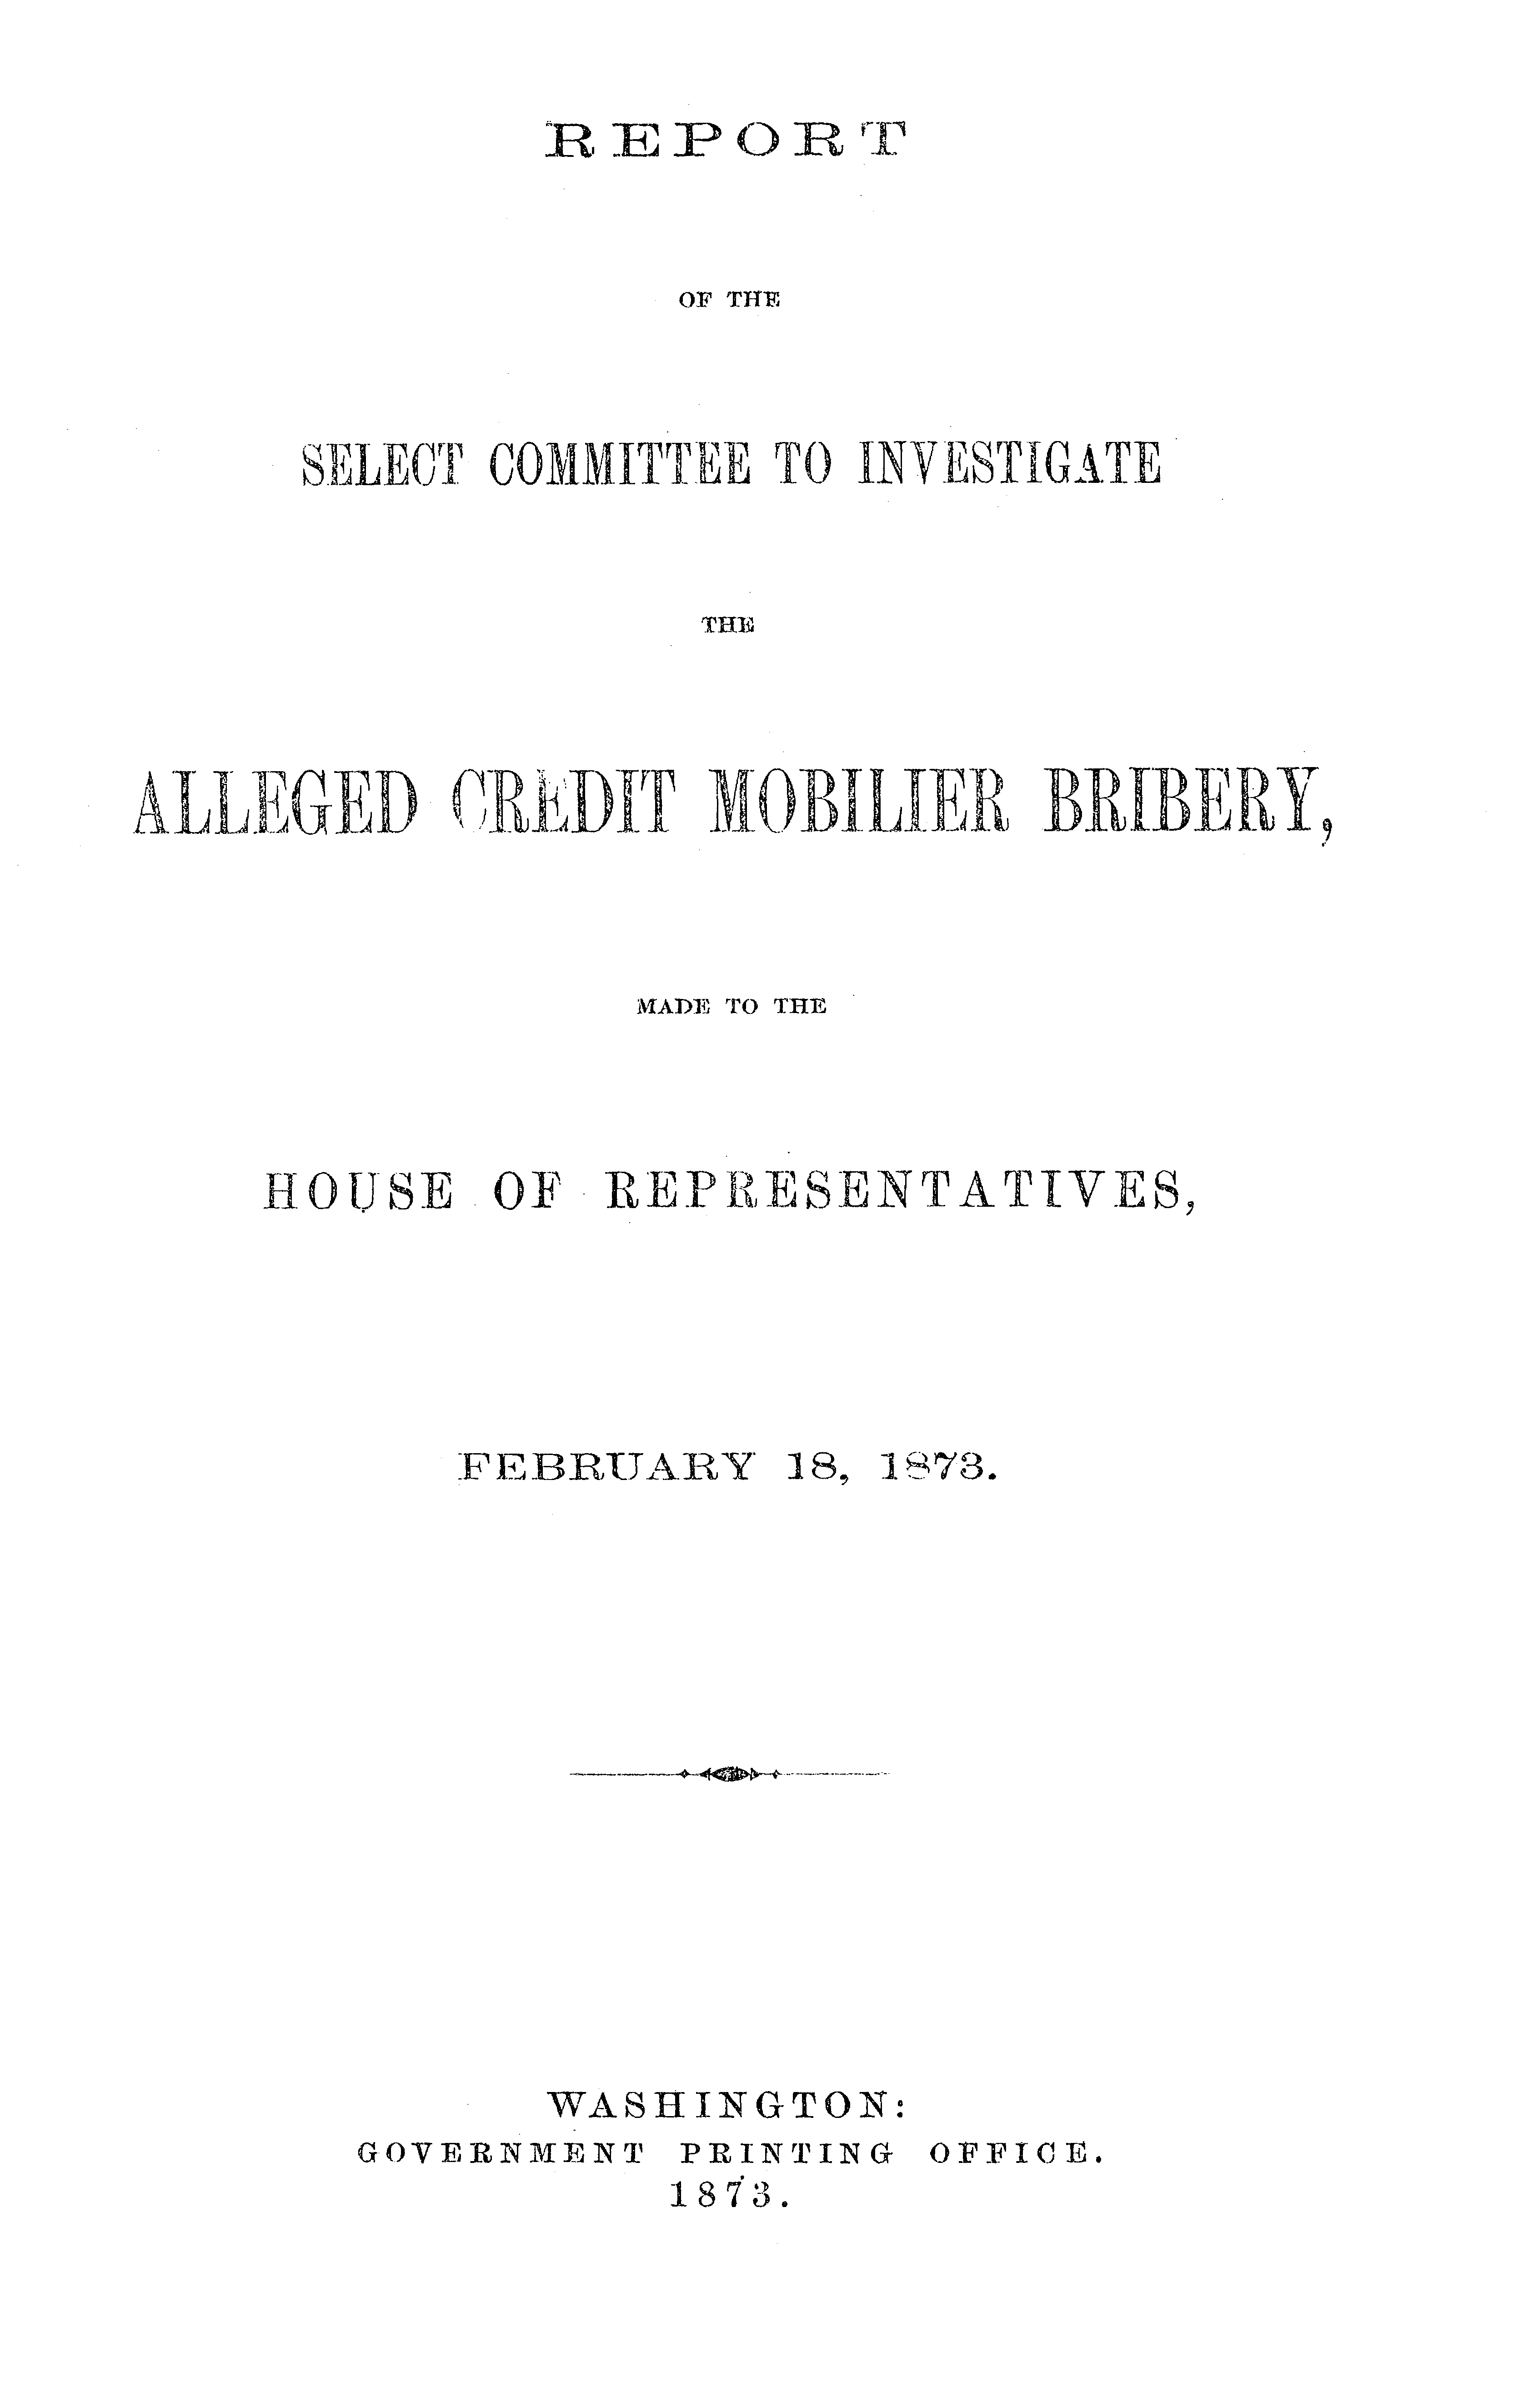 REPORT
OF THE
SELECT COMMITTEE TO INVESTIGATE
THE
ALLEGED CREDIT MOBILIER BRIBERY,
MADE TO THE
HOUSE OF REPRESENTATIVES,
FEBRUARY 18, 1873.
WASHINGTON:
GOVERNMENT PRINTING OFFICE.
1873.